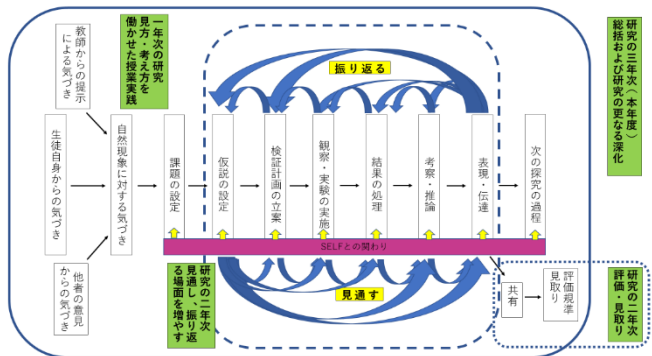 教師からの提示
による気づき
一年次の研究
見方・考え方を
働かせた授業実践
研究の三年次(本年度)
総括および研究の更なる深化
振り返る
生徒自身からの気づき
自然現象に対する気づき
課題の設定
仮説の設定
検証計画の立案
観察・実験の実施
結果の処理
考察・推論
表現・伝達
次の探究の過程
SELFとの関わり
他者の意見
からの気づき
研究の二年次
見通し、振り返
る場面を増やす
見通す
共有
評価規準
見取り
研究の二年次
評価・見取り